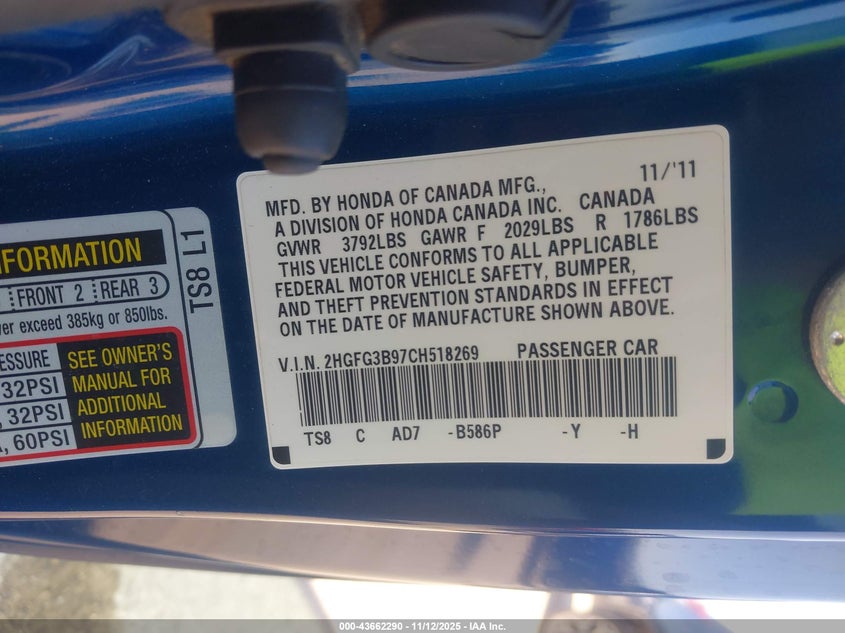 NFORMATION
FRONT 2 REAR 3
exceed 385kg or 850lbs.
32PSI
, 32PSI
, 60PSI
SEE OWNER'S
MANUAL FOR
ADDITIONAL
INFORMATION
TS8 L1
11/'11
MFD. BY HONDA OF CANADA MFG.,
A DIVISION OF HONDA CANADA INC. CANADA
GVWR 3792LBS GAWR F 2029LBS R 1786LBS
THIS VEHICLE CONFORMS TO ALL APPLICABLE
FEDERAL MOTOR VEHICLE SAFETY, BUMPER,
AND THEFT PREVENTION STANDARDS IN EFFECT
ON THE DATE OF MANUFACTURE SHOWN ABOVE.
V.I.N. 2HGFG3B97CH518269 PASSENGER CAR
TS8 C AD7 -B586P -Y -H
000-43662290 - 11/12/2025 - IAA Inc.